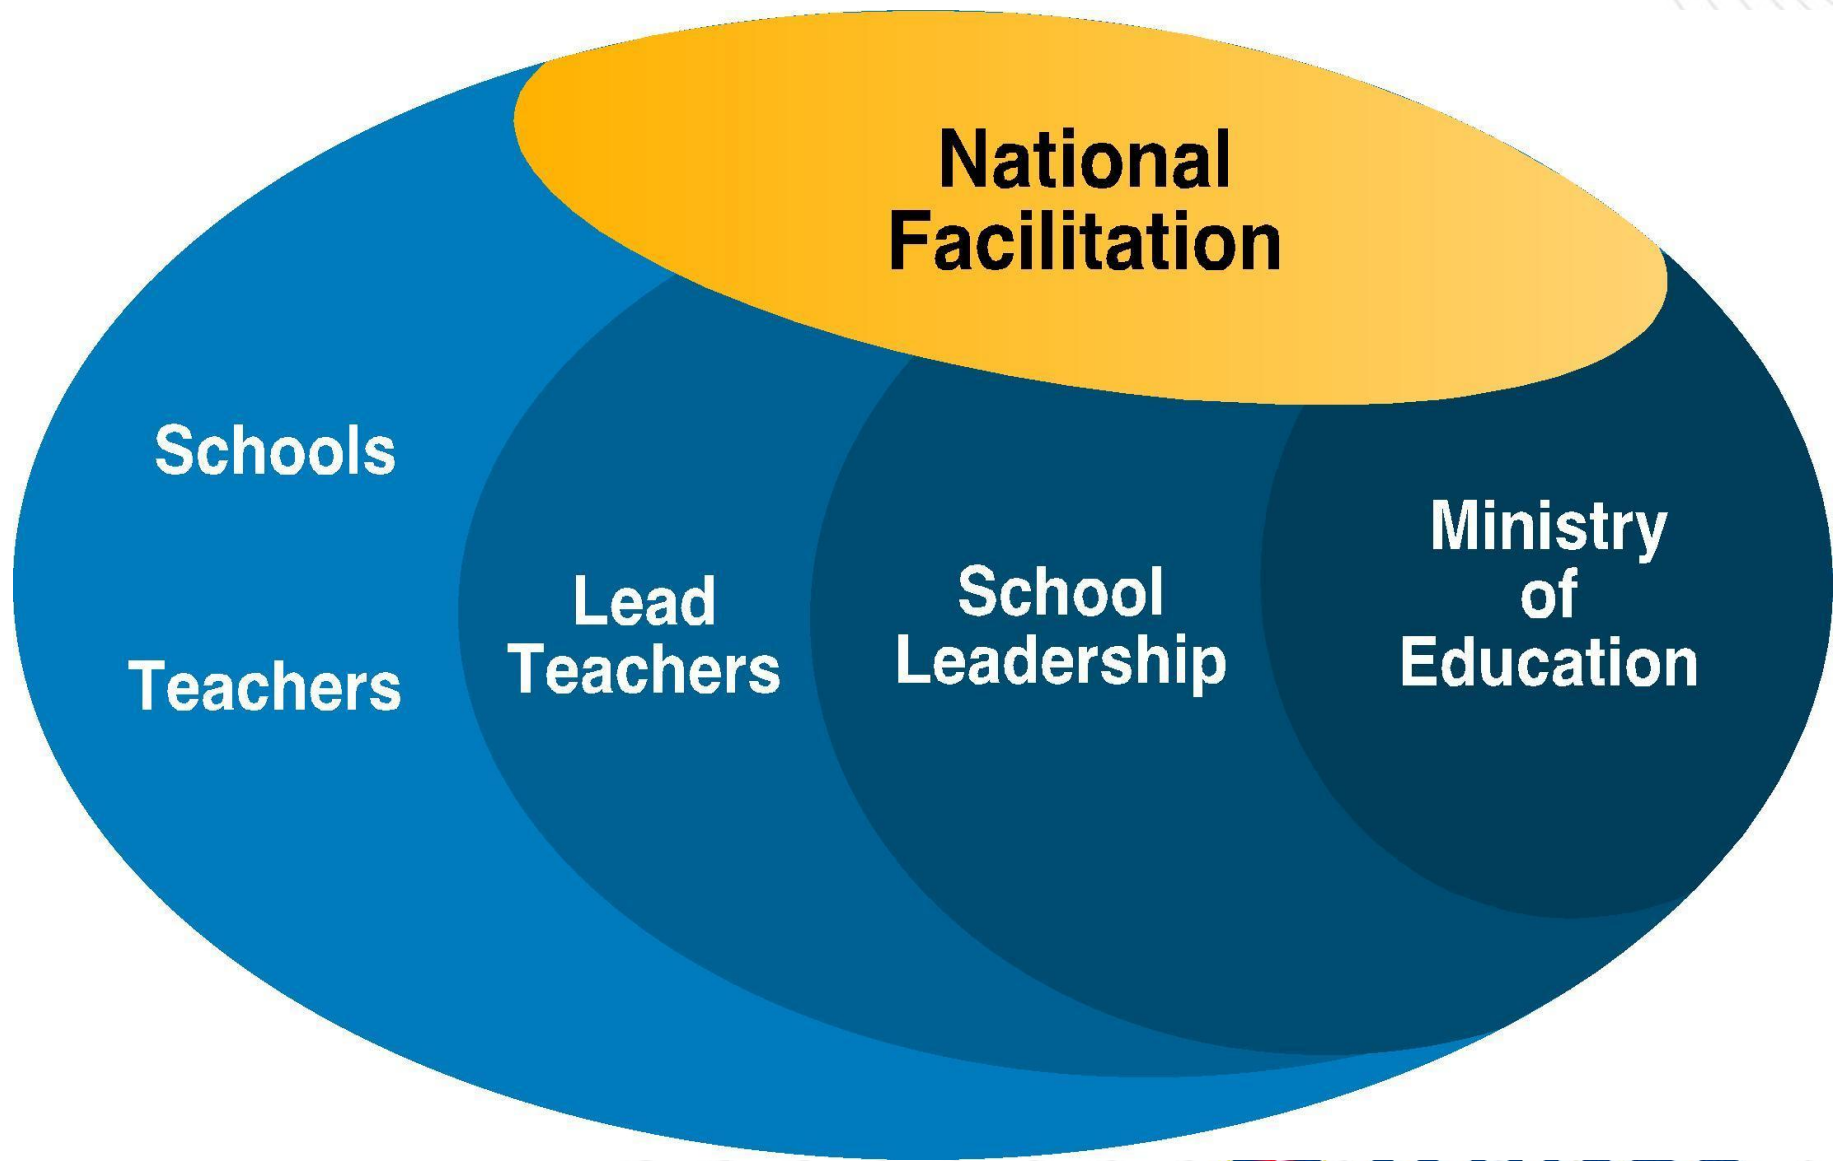 National
Facilitation
Schools
Teachers
Lead
Teachers
School
Leadership
Ministry
of
Education